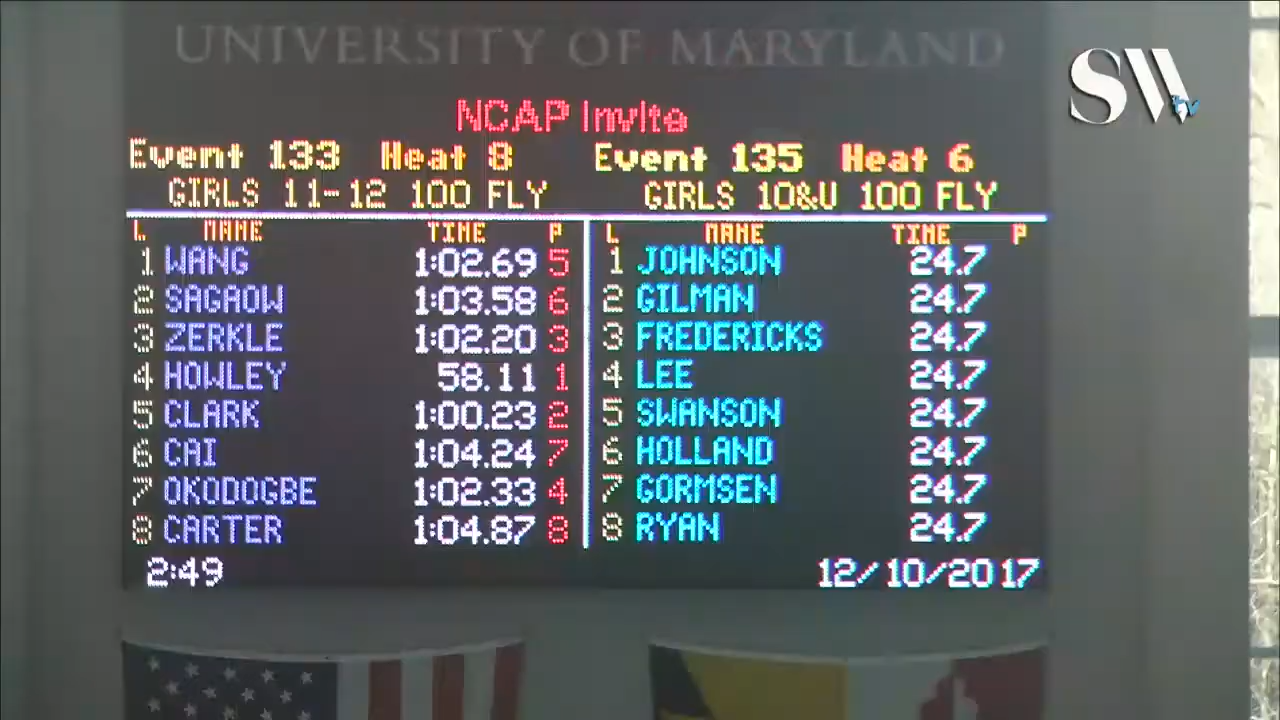 UNIVERSITY OF MARYLAND
SW TV
NCAP Invite
Event 133 Heat 8
GIRLS 11-12 100 FLY
L NAME TIME P
1 WANG 1:02.69 5
2 SAGAOW 1:03.58 6
3 ZERKLE 1:02.20 3
4 HOWLEY 58.11 1
5 CLARK 1:00.23 2
6 CAI 1:04.24 7
7 OKODOGBE 1:02.33 4
8 CARTER 1:04.87 8
Event 135 Heat 6
GIRLS 10&U 100 FLY
L NAME TIME P
1 JOHNSON 24.7
2 GILMAN 24.7
3 FREDERICKS 24.7
4 LEE 24.7
5 SWANSON 24.7
6 HOLLAND 24.7
7 GORMSEN 24.7
8 RYAN 24.7
2:49
12/10/2017